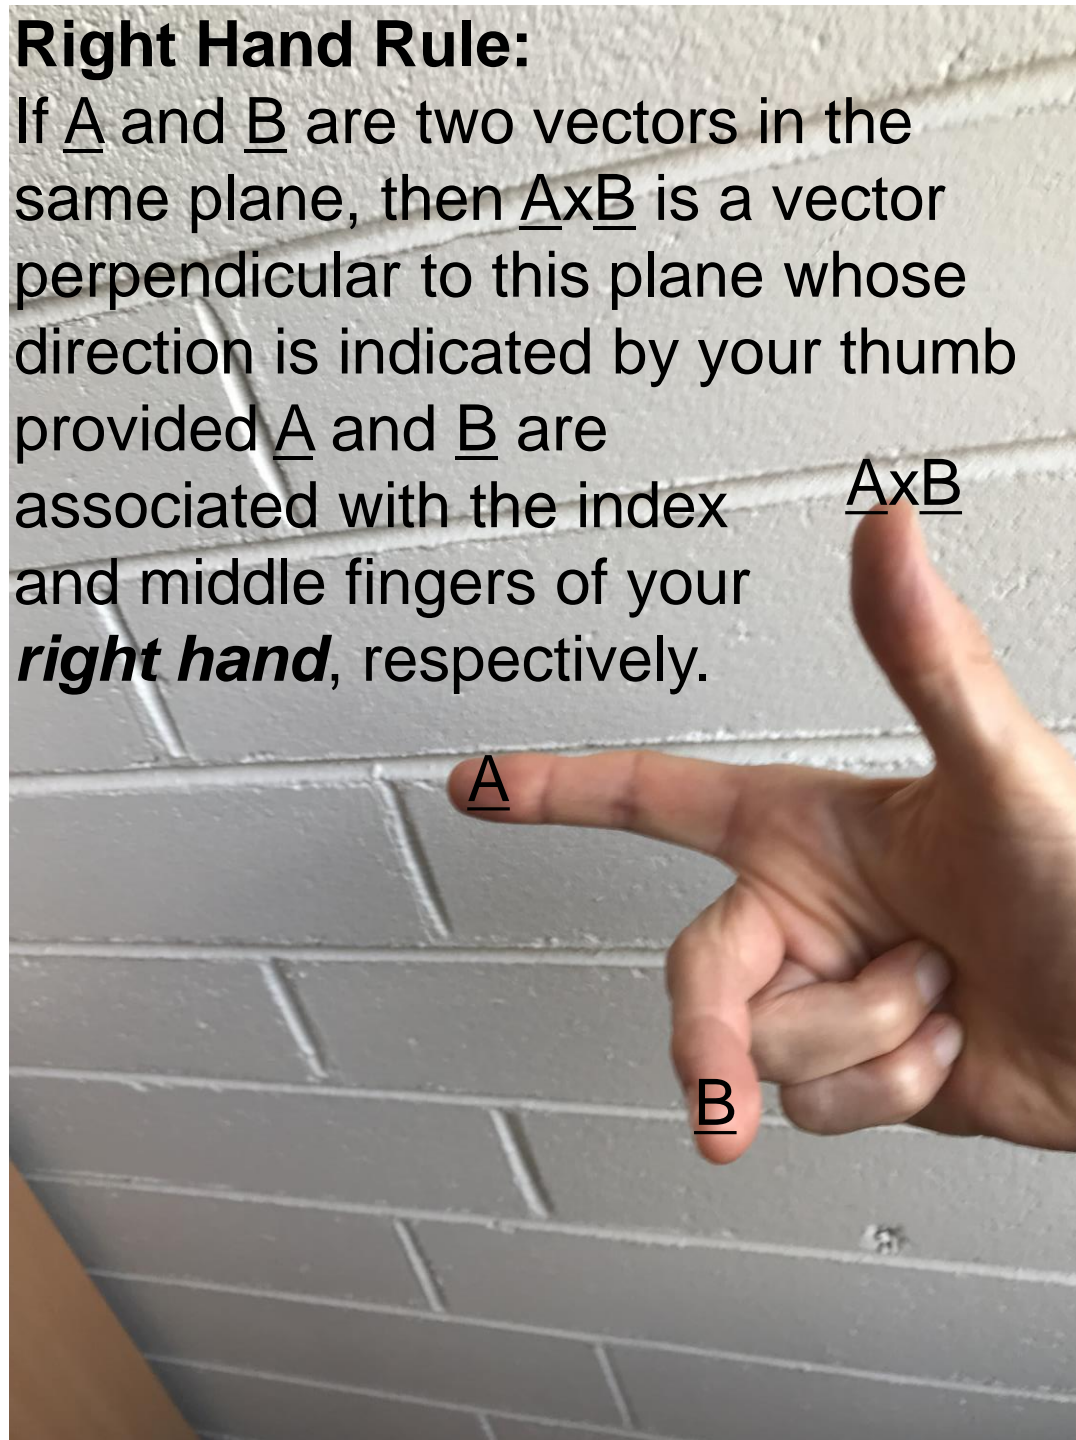 Right Hand Rule:
If A and B are two vectors in the
same plane, then AxB is a vector
perpendicular to this plane whose
direction is indicated by your thumb
provided A and B are
associated with the index
and middle fingers of your
right hand, respectively.
AxB
A
B